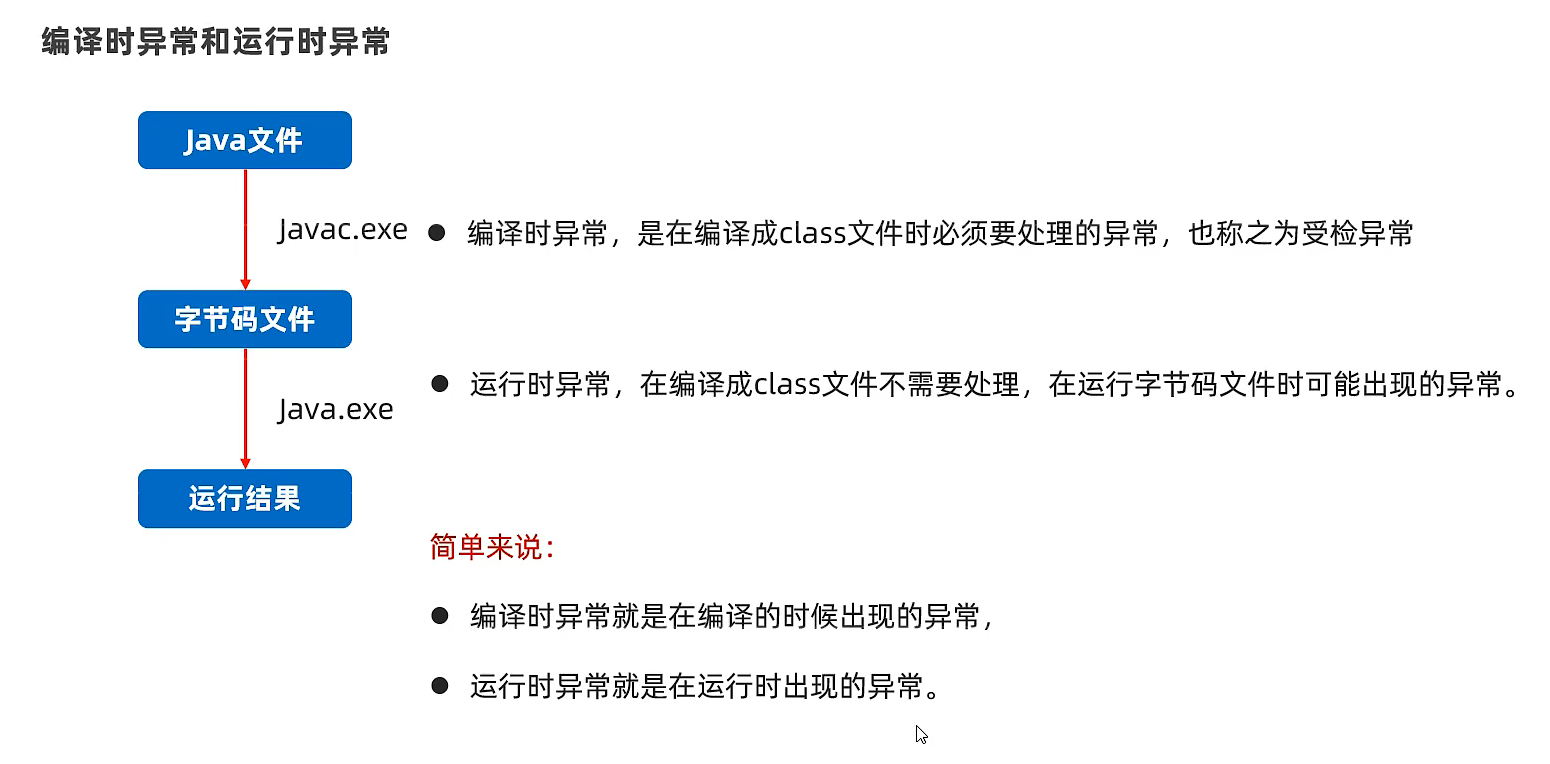 编译时异常和运行时异常
Java文件
Javac.exe
编译时异常，是在编译成class文件时必须要处理的异常，也称之为受检异常
字节码文件
运行时异常，在编译成class文件不需要处理，在运行字节码文件时可能出现的异常。
Java.exe
运行结果
简单来说：
编译时异常就是在编译的时候出现的异常，
运行时异常就是在运行时出现的异常。